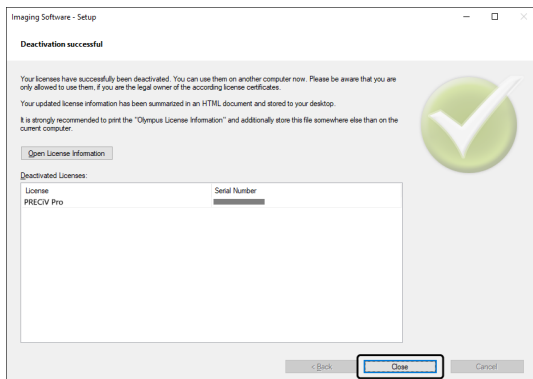 Imaging Software - Setup
Deactivation successful
Your licenses have successfully been deactivated. You can use them on another computer now. Please be aware that you are
only allowed to use them, if you are the legal owner of the according license certificates.
Your updated license information has been summarized in an HTML document and stored to your desktop.
It is strongly recommended to print the "Olympus License Information" and additionally store this file somewhere else than on the
current computer.
Open License Information
Deactivated Licenses:
License Serial Number
PRECiV Pro
< Back Close Cancel